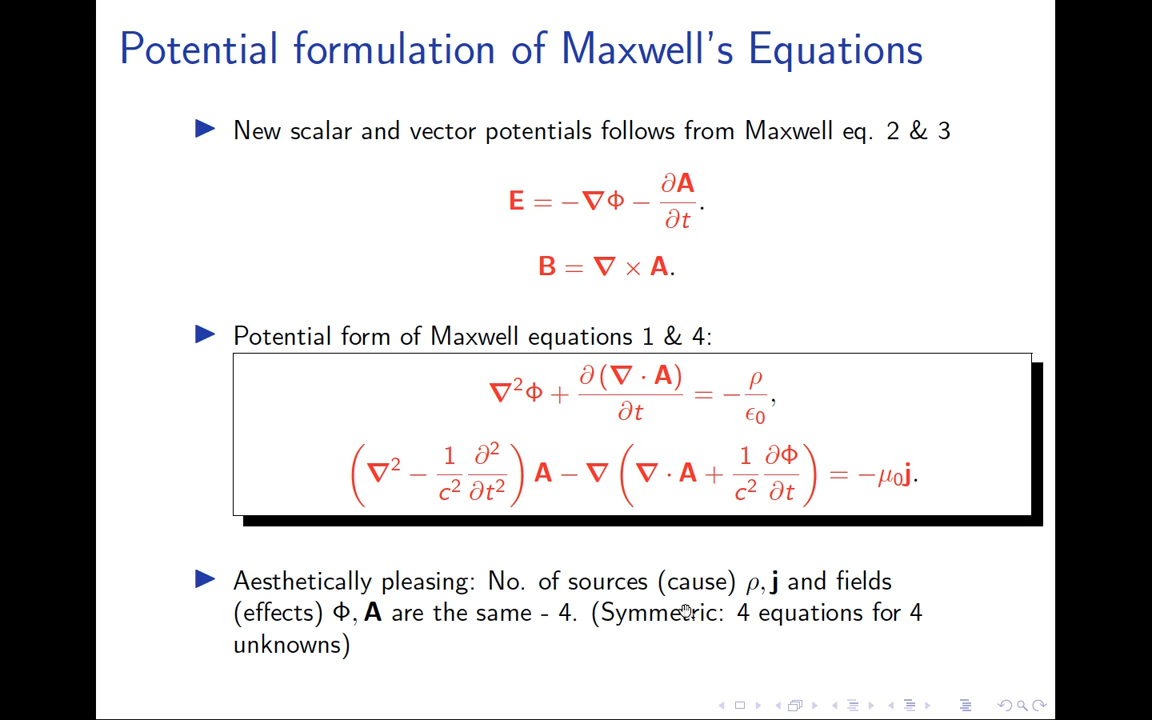 Potential formulation of Maxwell's Equations
▶ New scalar and vector potentials follows from Maxwell eq. 2 & 3
E = −∇Φ − ∂A/∂t.
B = ∇ × A.
▶ Potential form of Maxwell equations 1 & 4:
∇²Φ + ∂(∇ · A)/∂t = −ρ/ϵ₀,
(∇² − 1/c² ∂²/∂t²) A − ∇ (∇ · A + 1/c² ∂Φ/∂t) = −μ₀j.
▶ Aesthetically pleasing: No. of sources (cause) ρ, j and fields
(effects) Φ, A are the same - 4. (Symmetric: 4 equations for 4
unknowns)